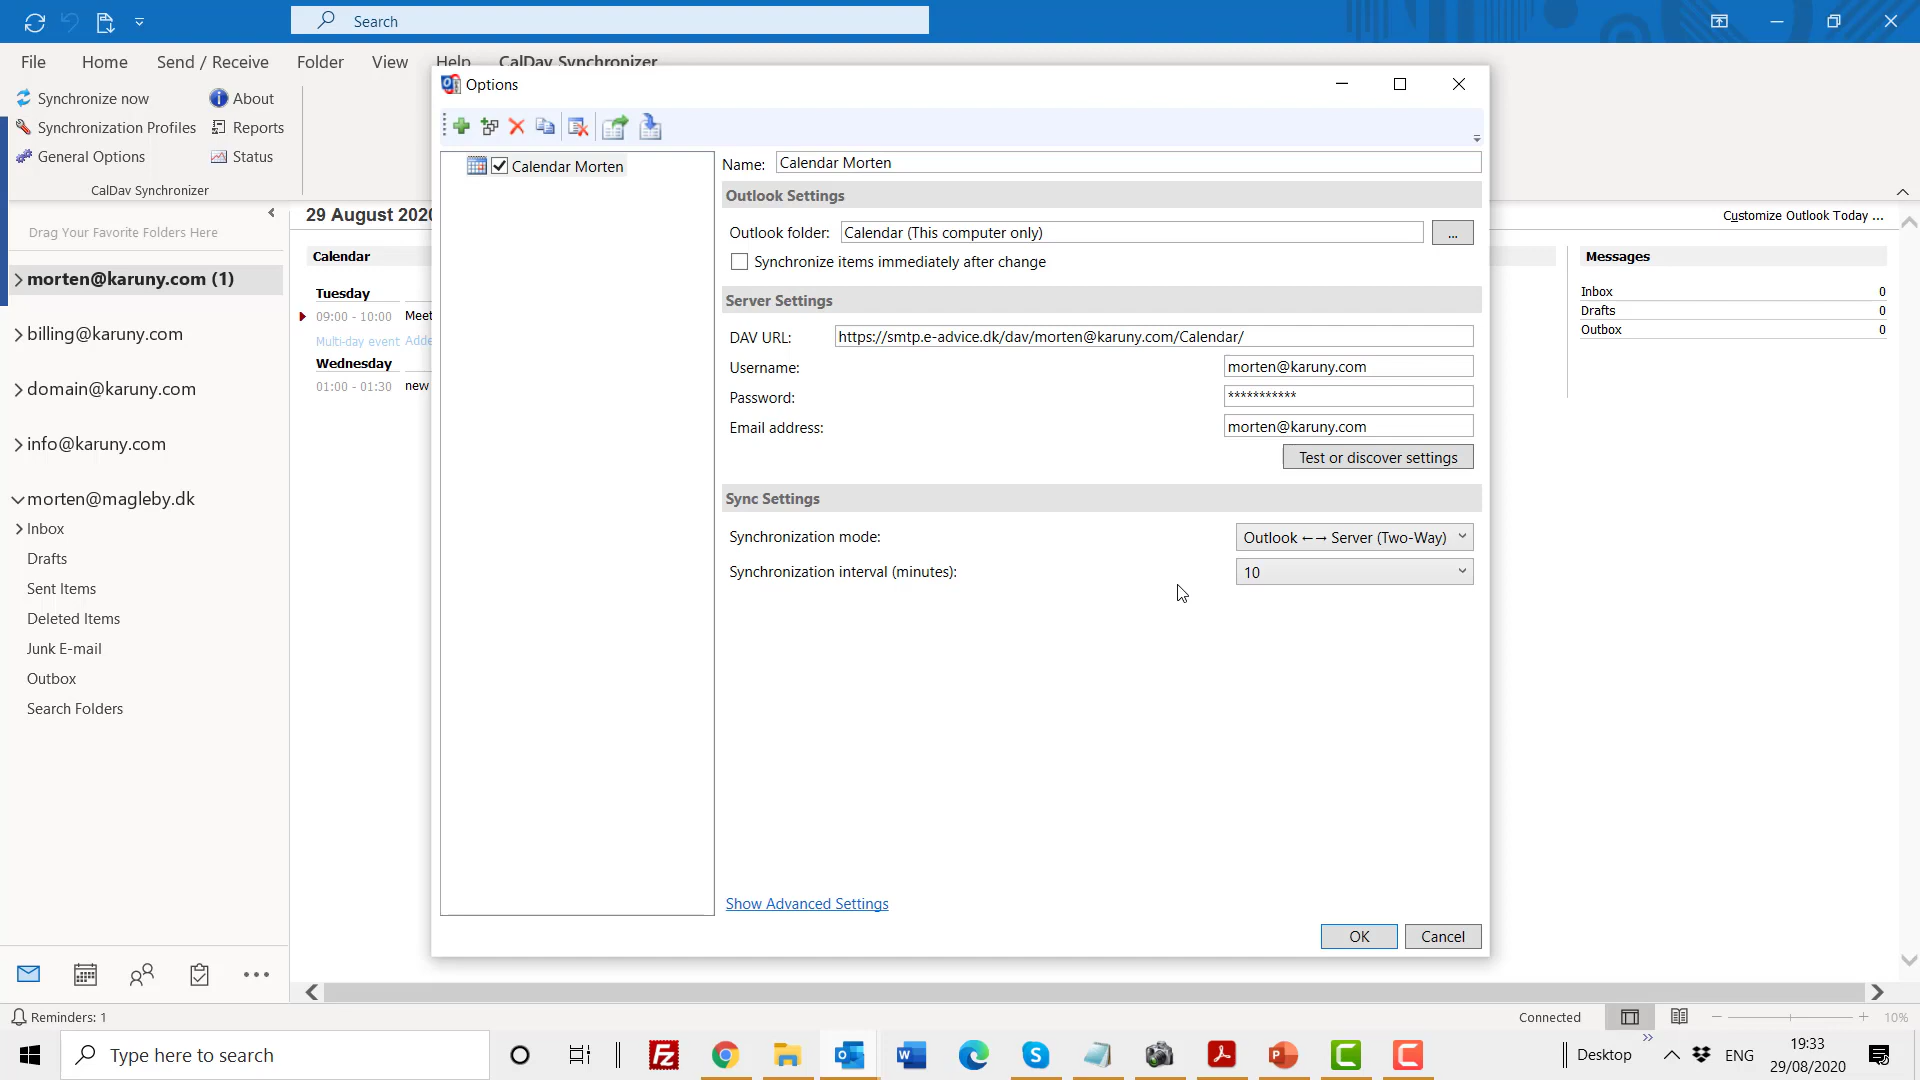 Search
File Home Send / Receive Folder View Help CalDav Synchronizer
Synchronize now About
Synchronization Profiles Reports
General Options Status
CalDav Synchronizer
Options
Drag Your Favorite Folders Here
morten@karuny.com (1)
billing@karuny.com
domain@karuny.com
info@karuny.com
morten@magleby.dk
Inbox
Drafts
Sent Items
Deleted Items
Junk E-mail
Outbox
Search Folders
29 August 2020
Customize Outlook Today ...
Calendar
Tuesday
09:00 - 10:00 Meet
Multi-day event Adde
Wednesday
01:00 - 01:30 new
Calendar Morten
Name: Calendar Morten
Outlook Settings
Outlook folder: Calendar (This computer only) ...
Synchronize items immediately after change
Server Settings
DAV URL: https://smtp.e-advice.dk/dav/morten@karuny.com/Calendar/
Username: morten@karuny.com
Password: ***********
Email address: morten@karuny.com
Test or discover settings
Sync Settings
Synchronization mode: Outlook ←→ Server (Two-Way)
Synchronization interval (minutes): 10
Show Advanced Settings
OK Cancel
Messages
Inbox 0
Drafts 0
Outbox 0
Reminders: 1
Connected
10%
Type here to search
Desktop
ENG
19:33
29/08/2020